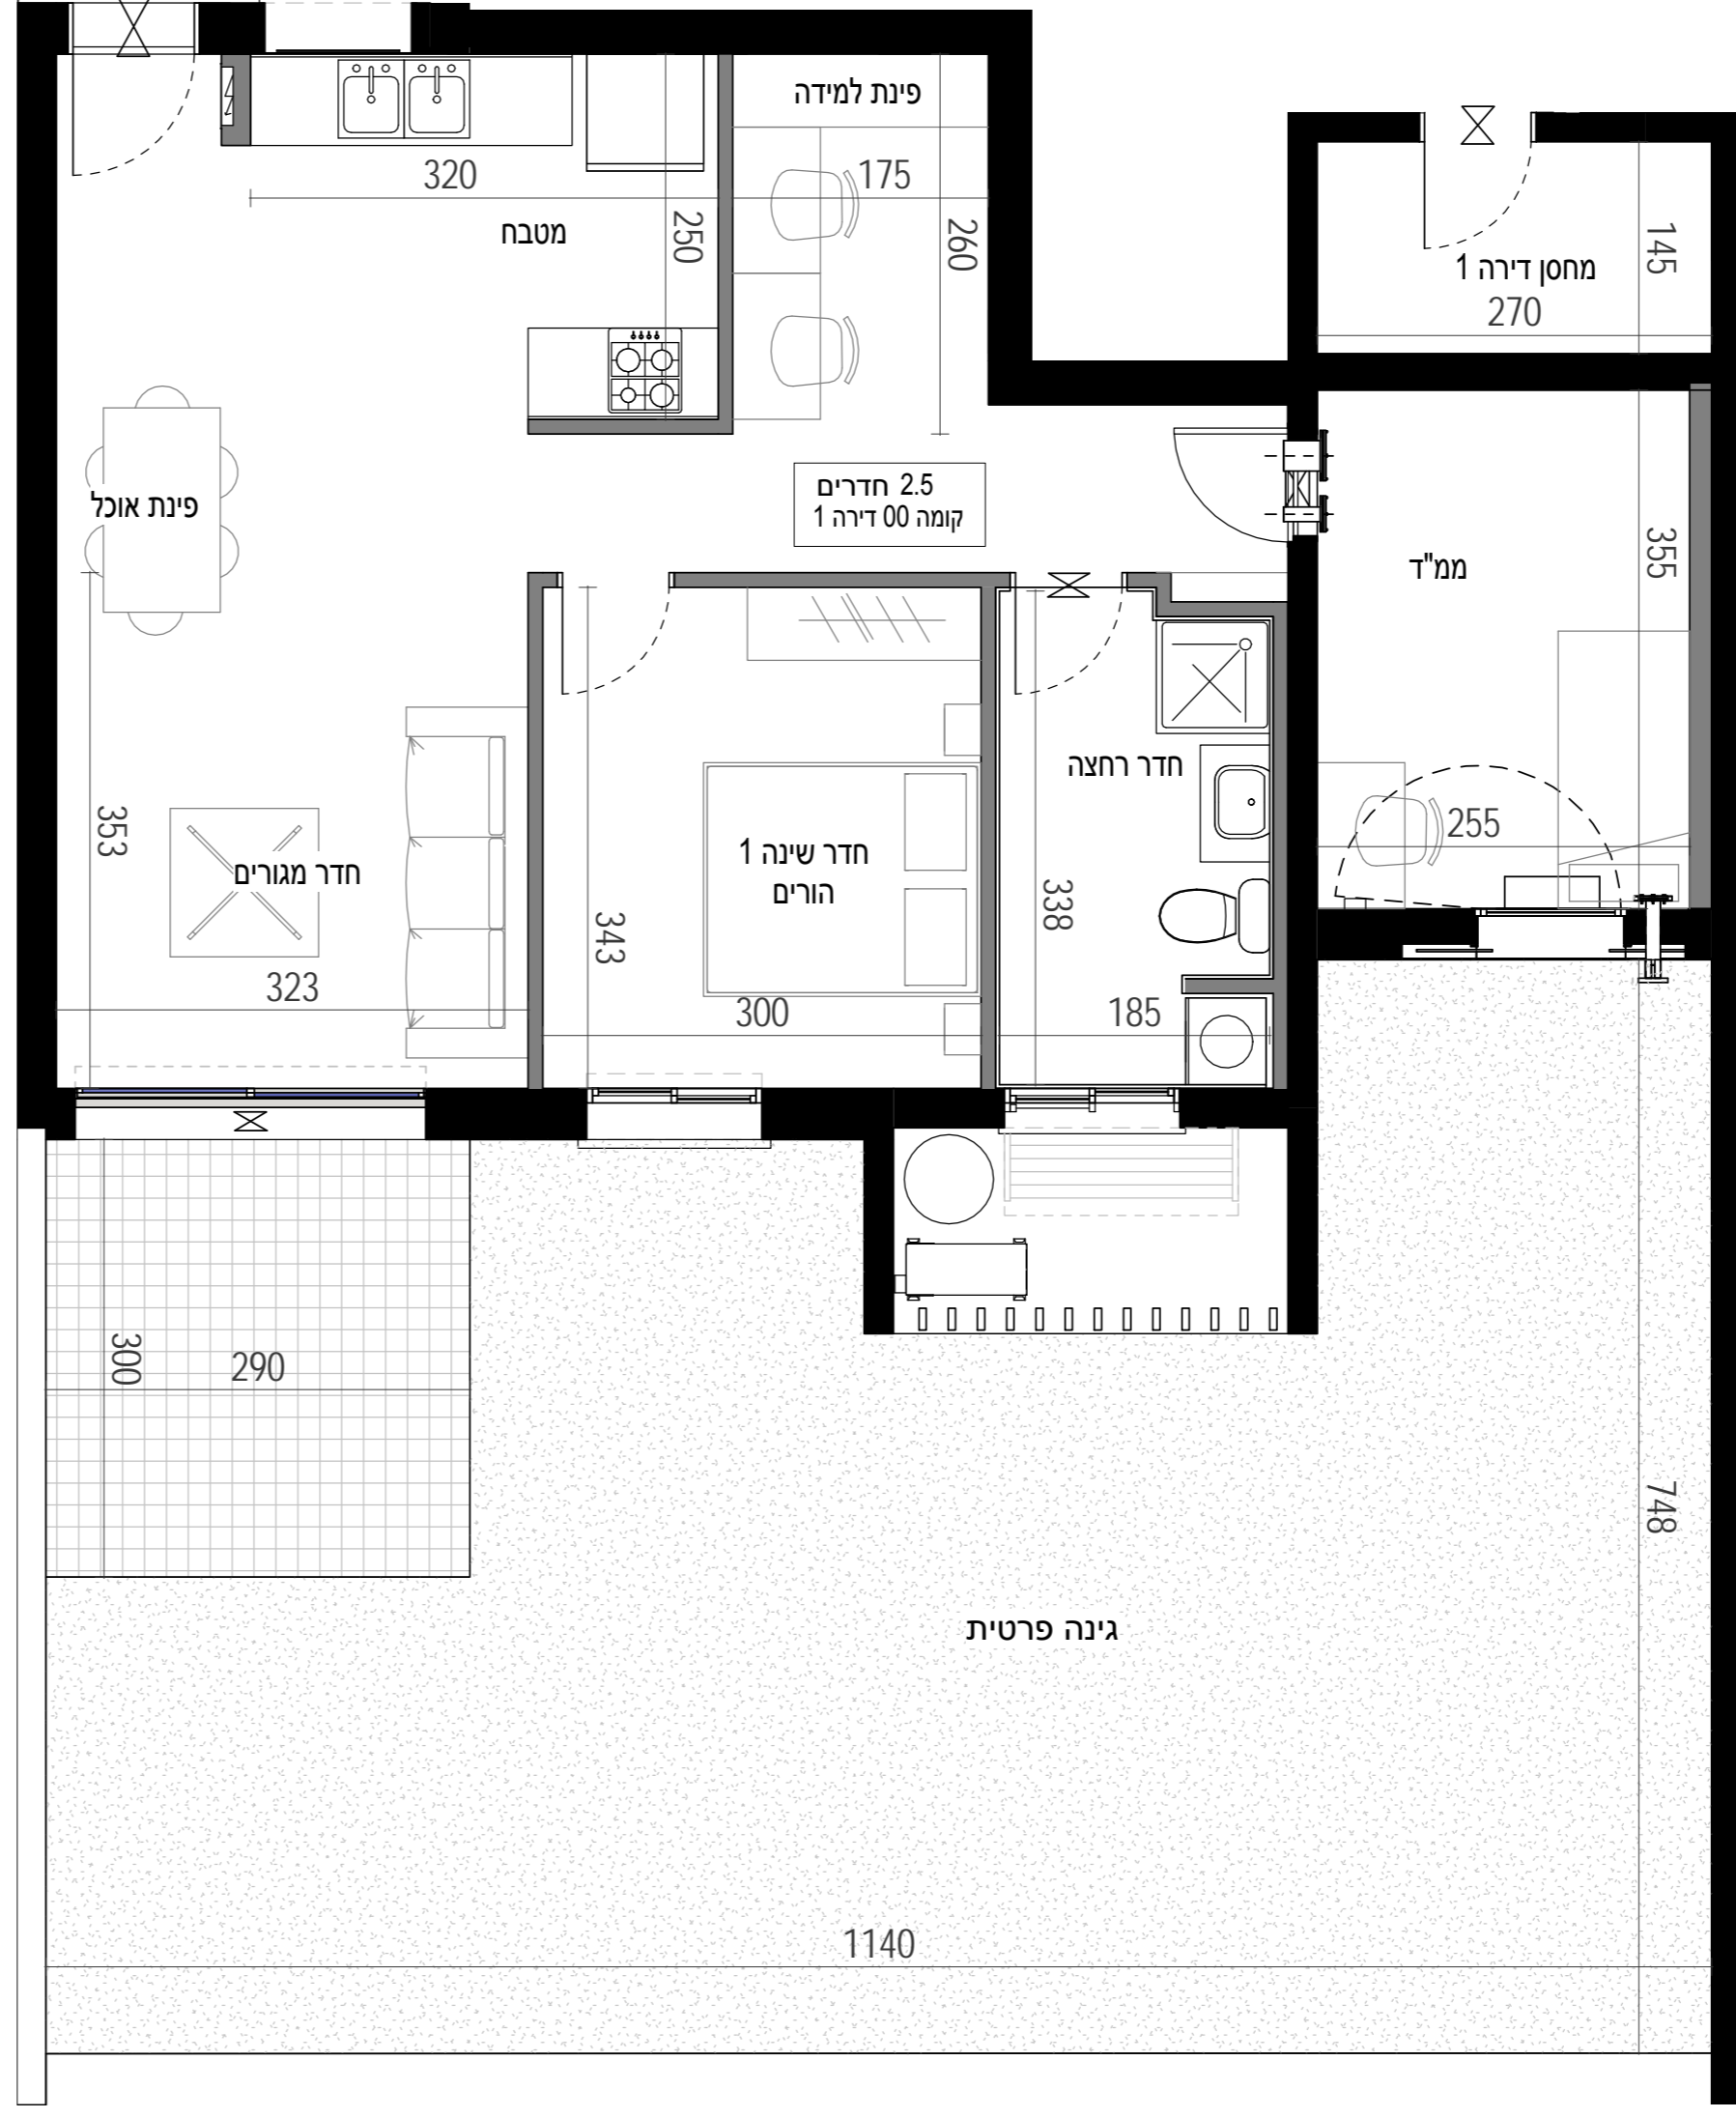 פינת למידה
320
175
מטבח
250
260
145
מחסן דירה 1
270
2.5 חדרים
קומה 00 דירה 1
פינת אוכל
355
ממ"ד
חדר רחצה
353
255
חדר שינה 1
הורים
חדר מגורים
338
343
323
300
185
300
290
748
גינה פרטית
1140